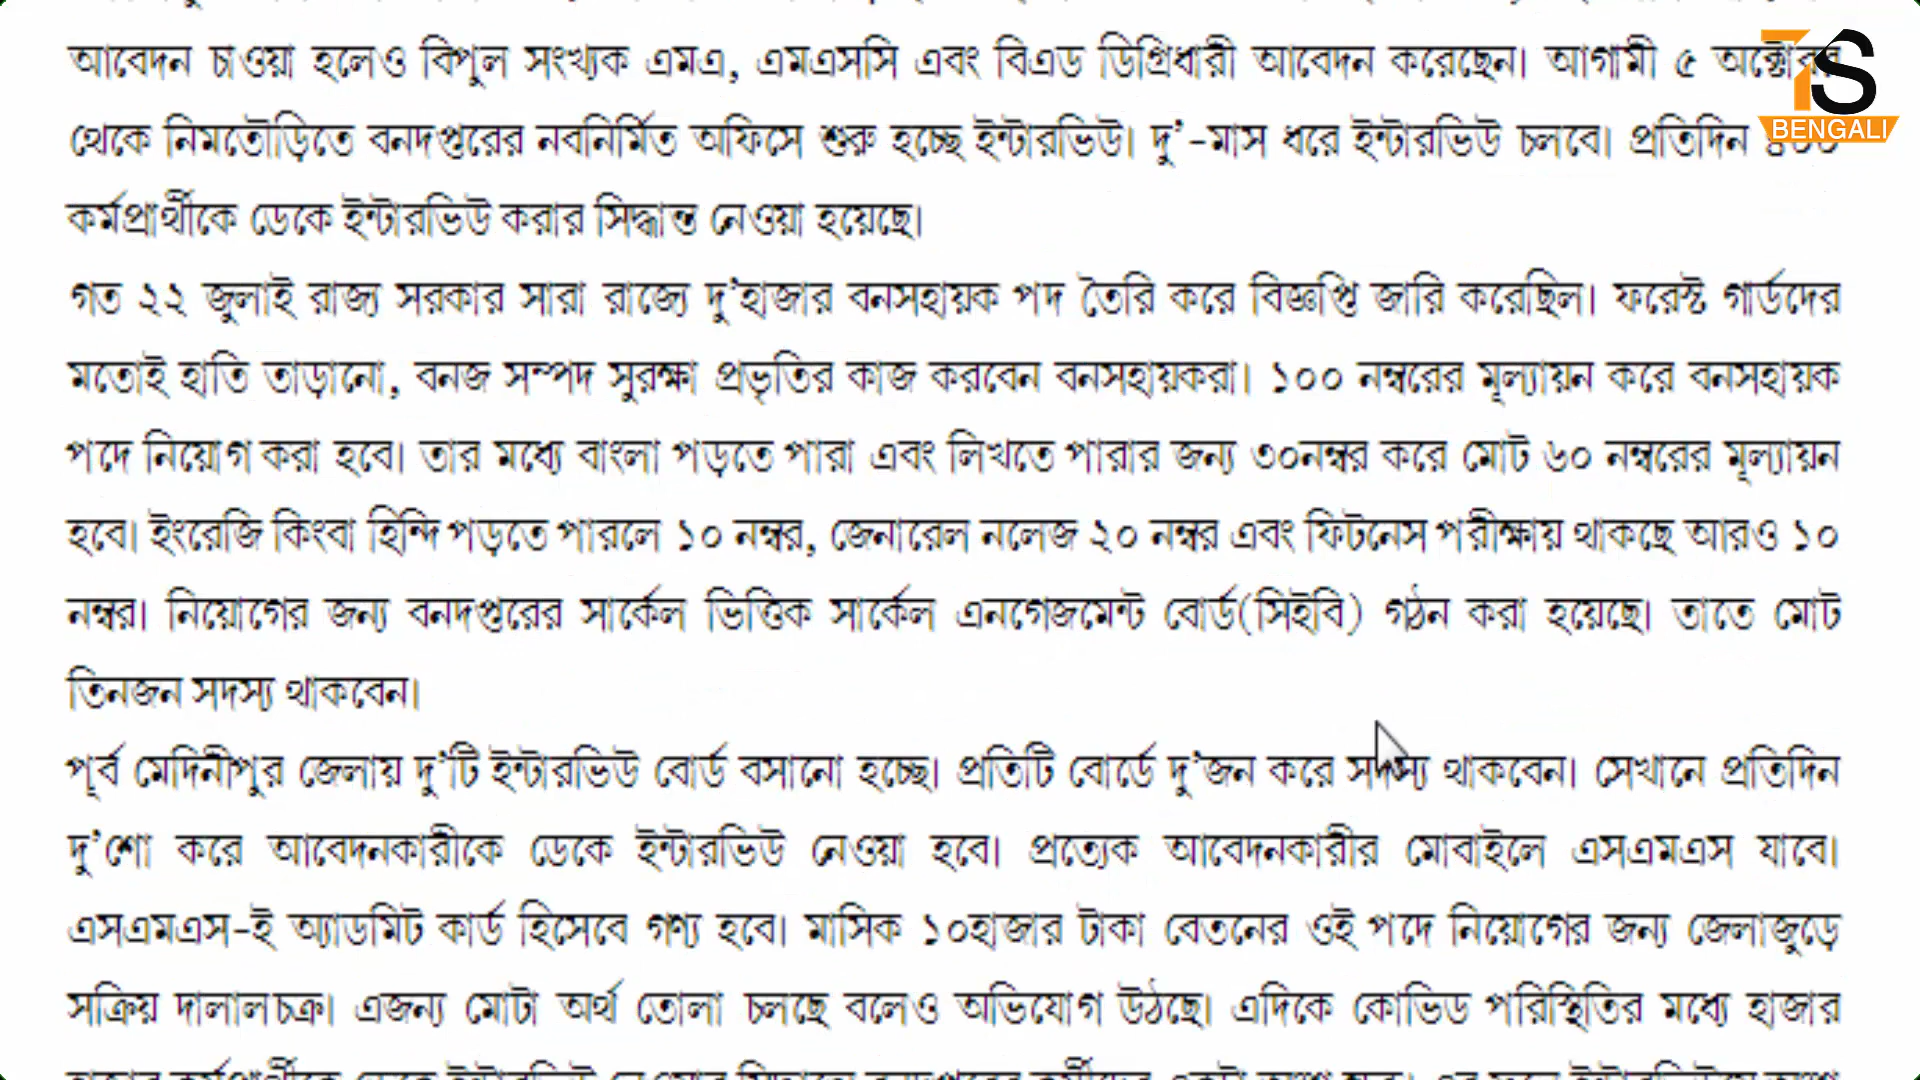 আবেদন চাওয়া হলেও বিপুল সংখ্যক এমএ, এমএসসি এবং বিএড ডিগ্রিধারী আবেদন করেছেন। আগামী ৫ অক্টোবর
থেকে নিমতৌড়িতে বনদপ্তরের নবনির্মিত অফিসে শুরু হচ্ছে ইন্টারভিউ। দু’-মাস ধরে ইন্টারভিউ চলবে। প্রতিদিন
কর্মপ্রার্থীকে ডেকে ইন্টারভিউ করার সিদ্ধান্ত নেওয়া হয়েছে।
গত ২২ জুলাই রাজ্য সরকার সারা রাজ্যে দু’হাজার বনসহায়ক পদ তৈরি করে বিজ্ঞপ্তি জারি করেছিল। ফরেস্ট গার্ডদের
মতোই হাতি তাড়ানো, বনজ সম্পদ সুরক্ষা প্রভৃতির কাজ করবেন বনসহায়করা। ১০০ নম্বরের মূল্যায়ন করে বনসহায়ক
পদে নিয়োগ করা হবে। তার মধ্যে বাংলা পড়তে পারা এবং লিখতে পারার জন্য ৩০নম্বর করে মোট ৬০ নম্বরের মূল্যায়ন
হবে। ইংরেজি কিংবা হিন্দি পড়তে পারলে ১০ নম্বর, জেনারেল নলেজ ২০ নম্বর এবং ফিটনেস পরীক্ষায় থাকছে আরও ১০
নম্বর। নিয়োগের জন্য বনদপ্তরের সার্কেল ভিত্তিক সার্কেল এনগেজমেন্ট বোর্ড(সিইবি) গঠন করা হয়েছে। তাতে মোট
তিনজন সদস্য থাকবেন।
পূর্ব মেদিনীপুর জেলায় দু’টি ইন্টারভিউ বোর্ড বসানো হচ্ছে। প্রতিটি বোর্ডে দু’জন করে সদস্য থাকবেন। সেখানে প্রতিদিন
দু’শো করে আবেদনকারীকে ডেকে ইন্টারভিউ নেওয়া হবে। প্রত্যেক আবেদনকারীর মোবাইলে এসএমএস যাবে।
এসএমএস-ই অ্যাডমিট কার্ড হিসেবে গণ্য হবে। মাসিক ১০হাজার টাকা বেতনের ওই পদে নিয়োগের জন্য জেলাজুড়ে
সক্রিয় দালালচক্র। এজন্য মোটা অর্থ তোলা চলছে বলেও অভিযোগ উঠছে। এদিকে কোভিড পরিস্থিতির মধ্যে হাজার
TS
BENGALI